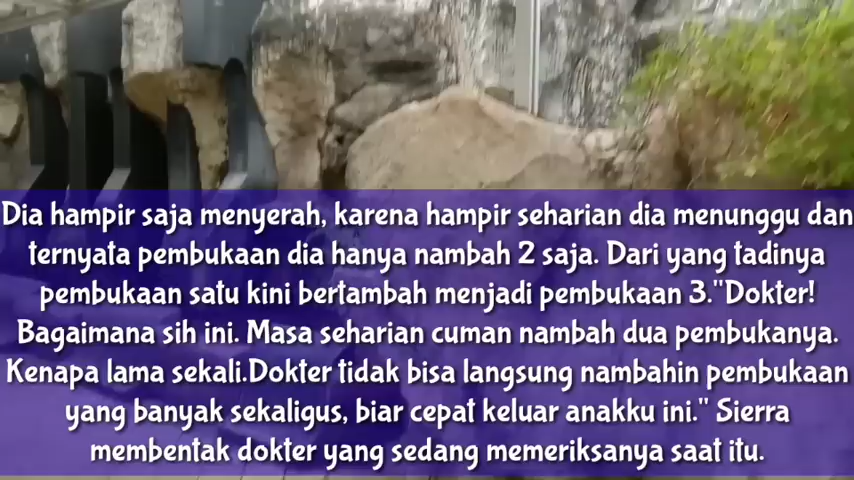 Dia hampir saja menyerah, karena hampir seharian dia menunggu dan
ternyata pembukaan dia hanya nambah 2 saja. Dari yang tadinya
pembukaan satu kini bertambah menjadi pembukaan 3."Dokter!
Bagaimana sih ini. Masa seharian cuman nambah dua pembukanya.
Kenapa lama sekali.Dokter tidak bisa langsung nambahin pembukaan
yang banyak sekaligus, biar cepat keluar anakku ini." Sierra
membentak dokter yang sedang memeriksanya saat itu.